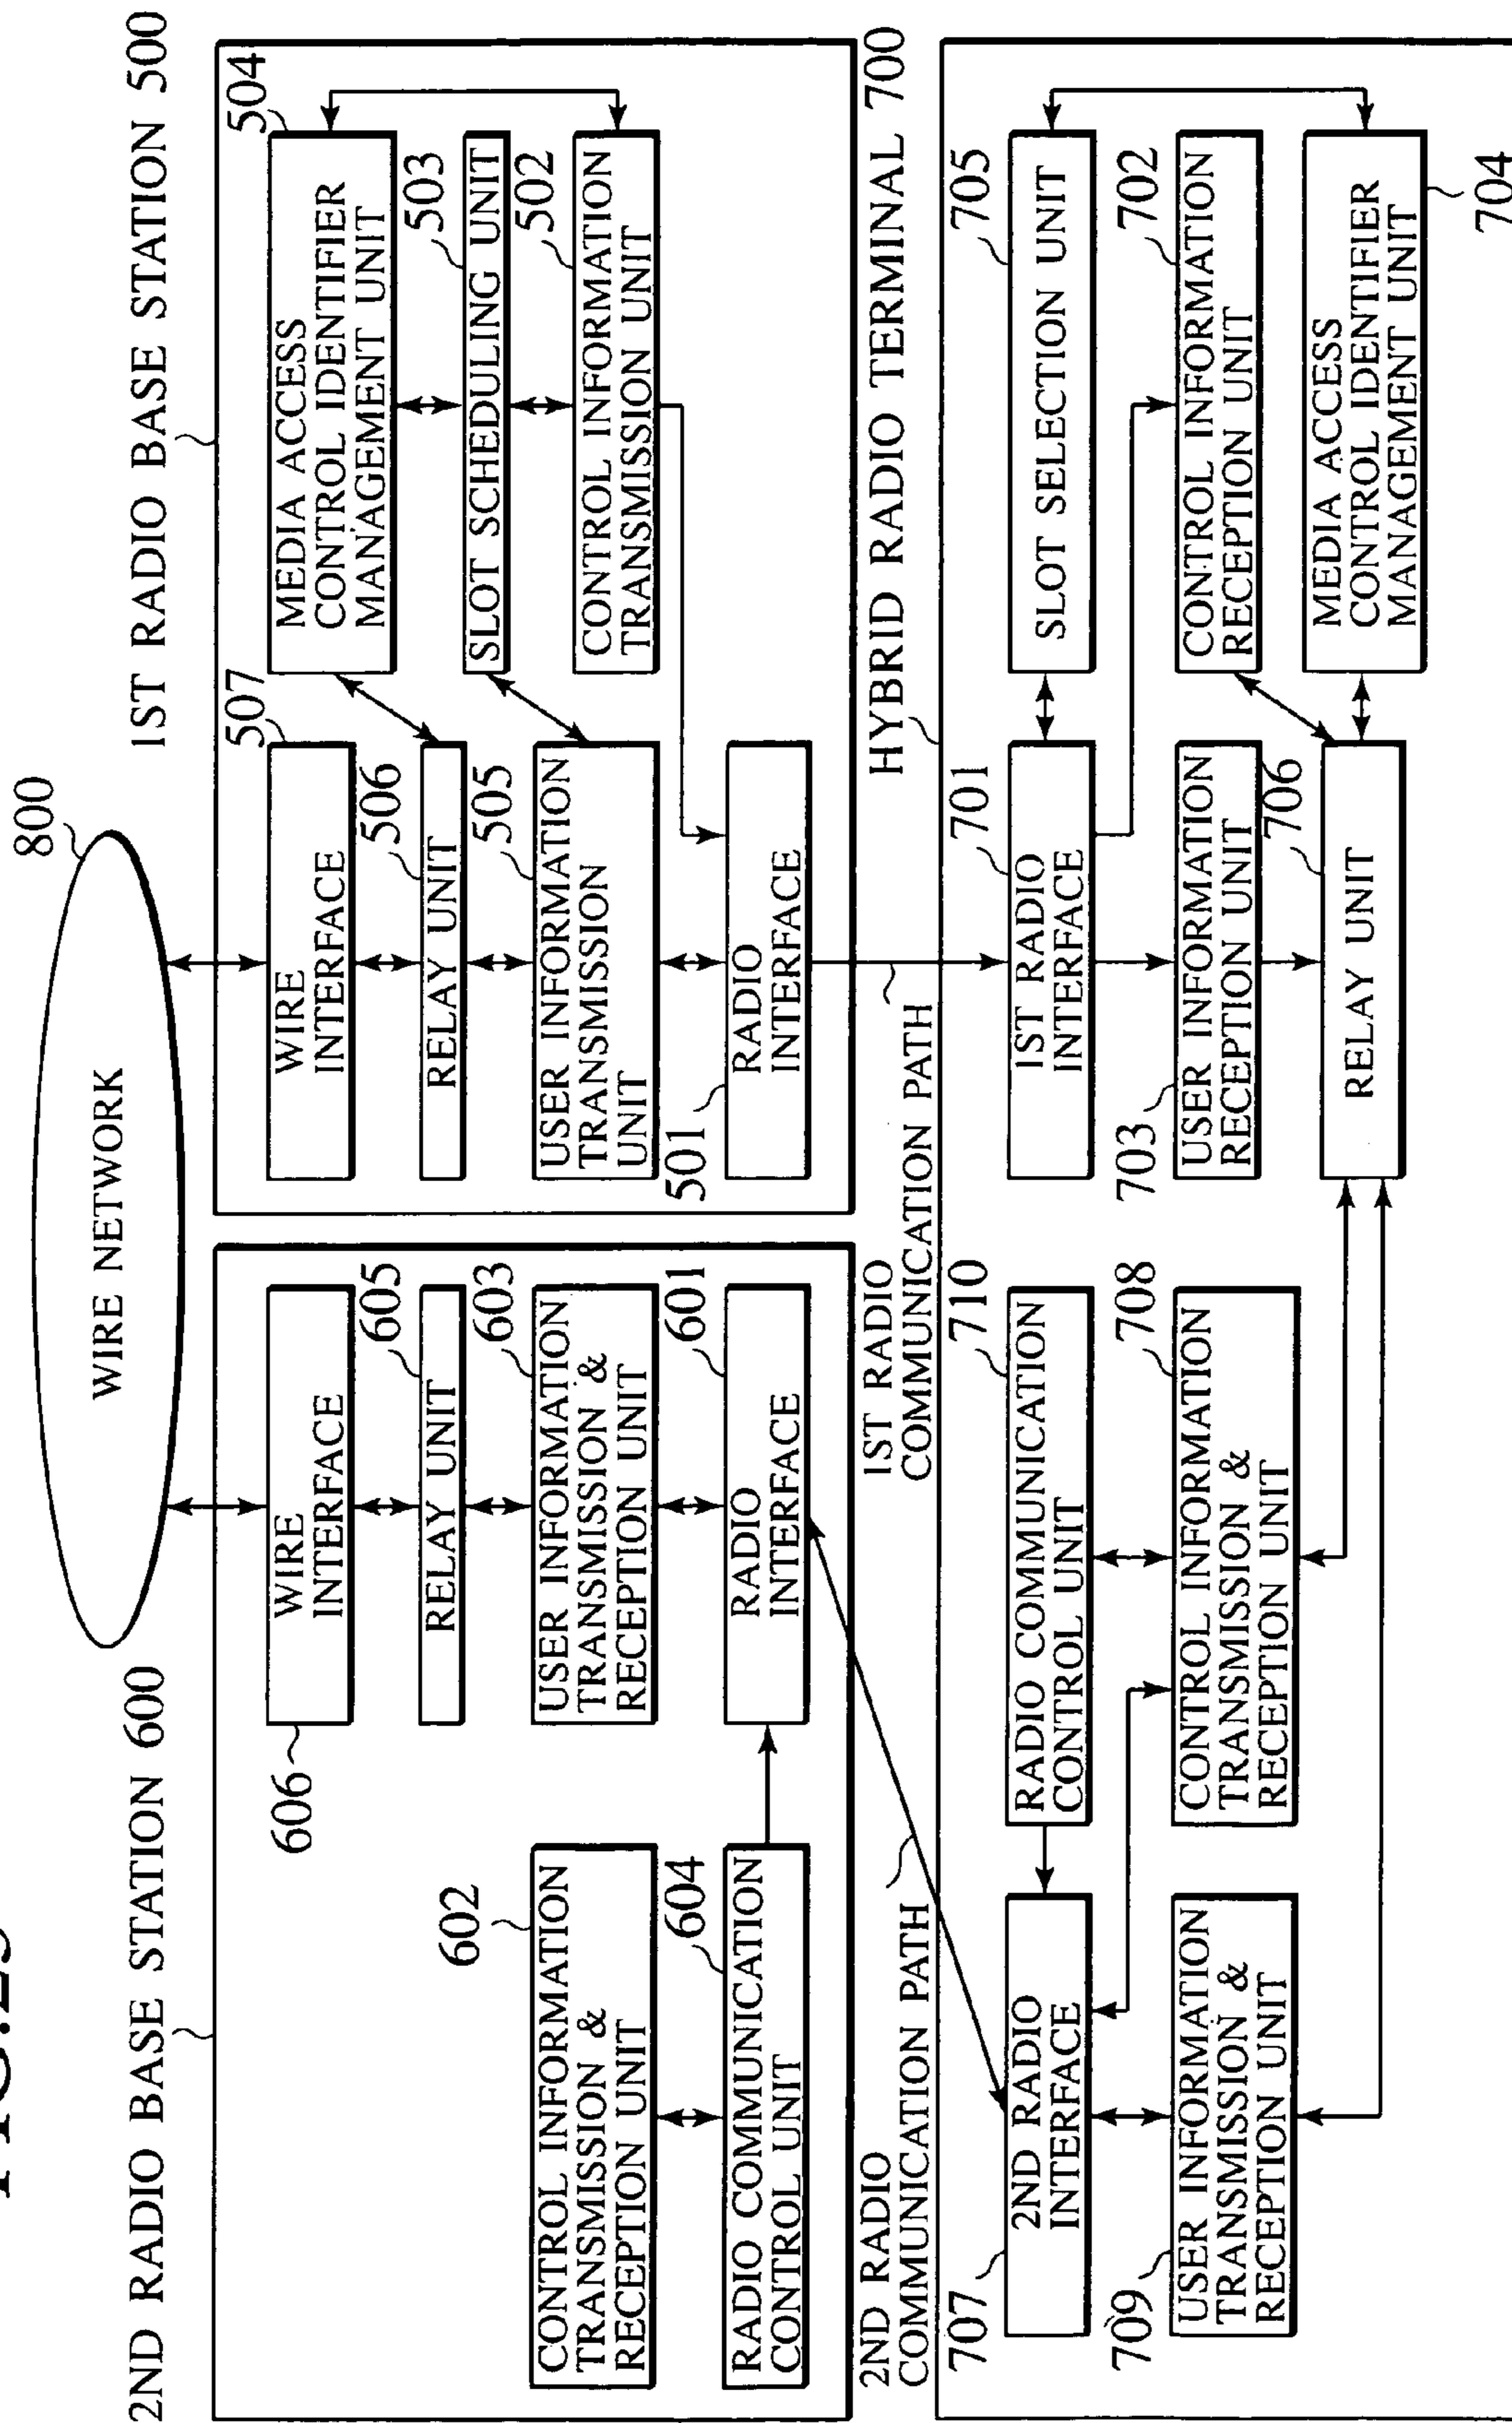 800
WIRE NETWORK
2ND RADIO BASE STATION 600
606
WIRE
INTERFACE
605
RELAY UNIT
602
CONTROL INFORMATION
TRANSMISSION &
RECEPTION UNIT
603
USER INFORMATION
TRANSMISSION &
RECEPTION UNIT
604
RADIO COMMUNICATION
CONTROL UNIT
601
RADIO
INTERFACE
1ST RADIO BASE STATION 500
507
WIRE
INTERFACE
504
MEDIA ACCESS
CONTROL IDENTIFIER
MANAGEMENT UNIT
506
RELAY UNIT
503
SLOT SCHEDULING UNIT
505
USER INFORMATION
TRANSMISSION
UNIT
502
CONTROL INFORMATION
TRANSMISSION UNIT
501
RADIO
INTERFACE
2ND RADIO
COMMUNICATION PATH
1ST RADIO
COMMUNICATION PATH
HYBRID RADIO TERMINAL 700
707
2ND RADIO
INTERFACE
710
RADIO COMMUNICATION
CONTROL UNIT
701
1ST RADIO
INTERFACE
705
SLOT SELECTION UNIT
709
USER INFORMATION
TRANSMISSION &
RECEPTION UNIT
708
CONTROL INFORMATION
TRANSMISSION &
RECEPTION UNIT
703
USER INFORMATION
RECEPTION UNIT
702
CONTROL INFORMATION
RECEPTION UNIT
706
RELAY UNIT
MEDIA ACCESS
CONTROL IDENTIFIER
MANAGEMENT UNIT
704